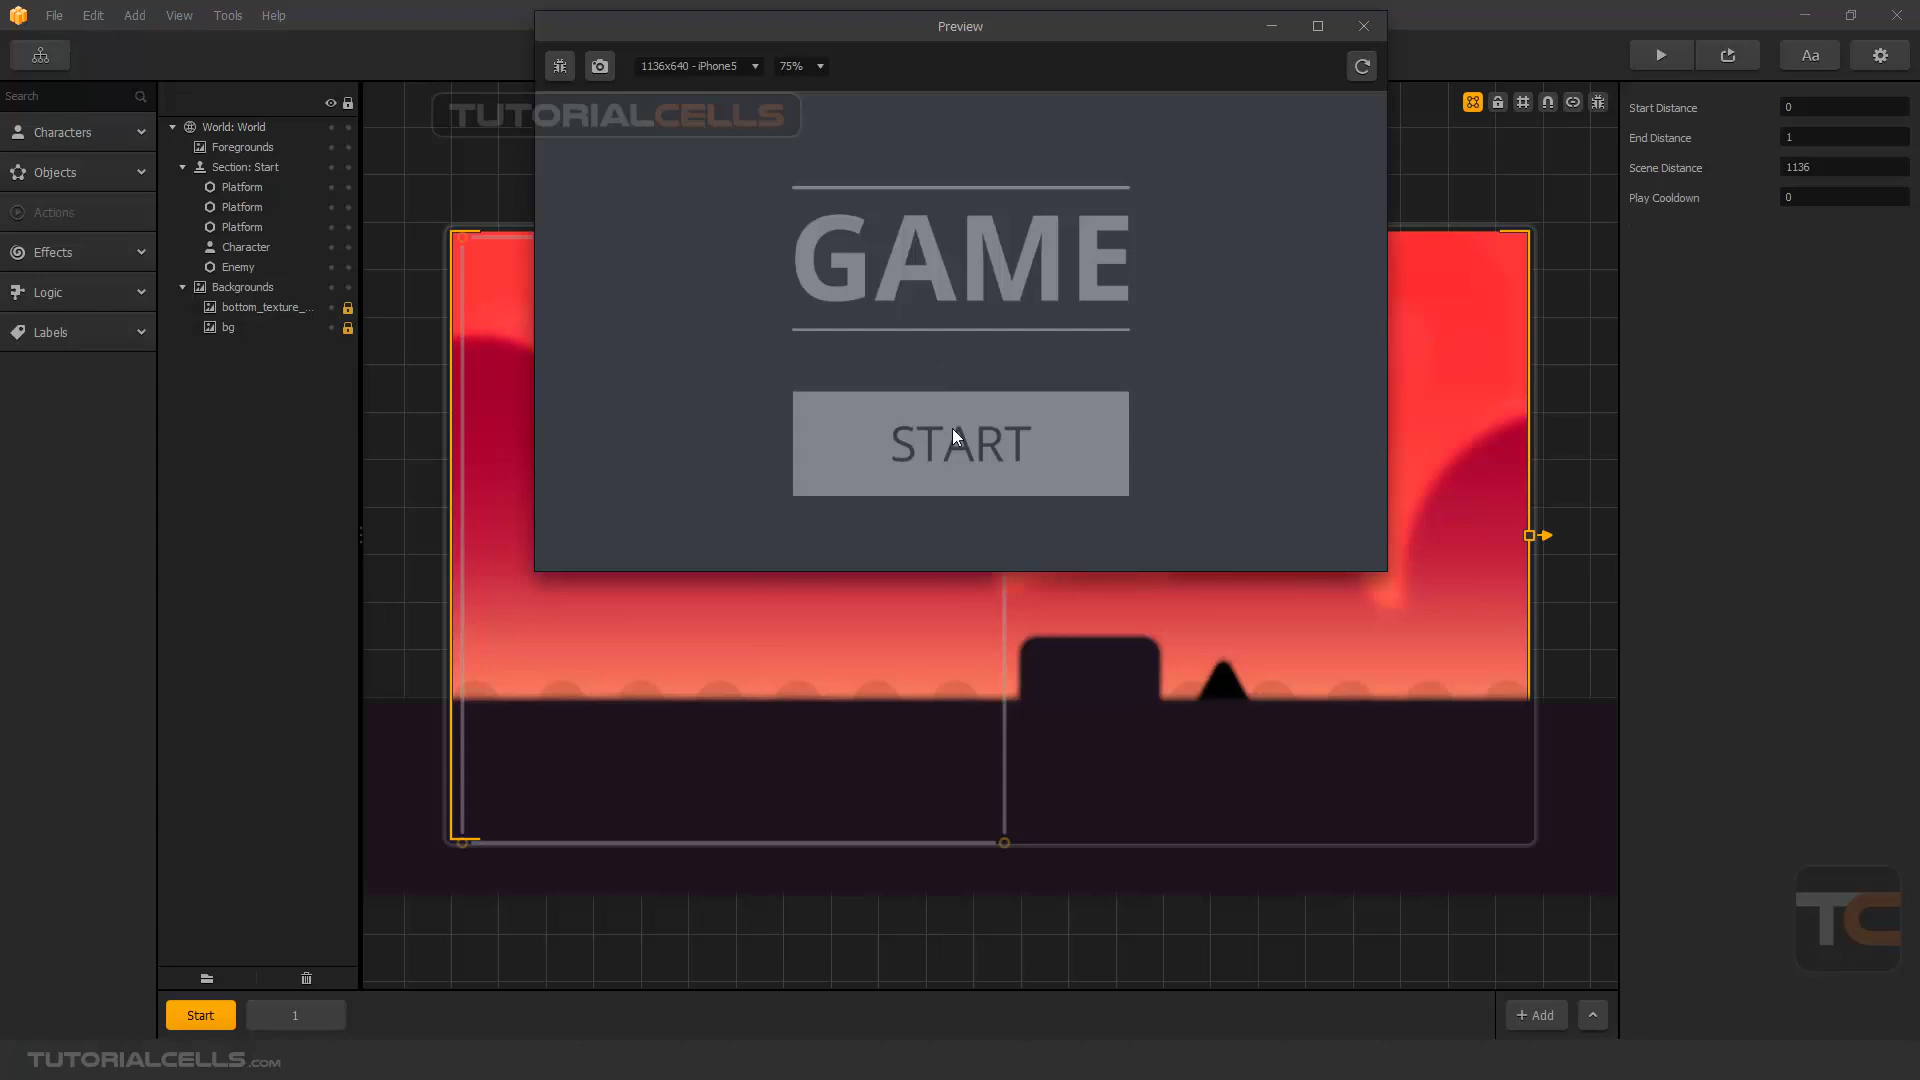 File Edit Add View Tools Help
Preview
1136x640 - iPhone5 75%
Aa
Search
TUTORIALCELLS
Characters
Objects
Actions
Effects
Logic
Labels
World: World
Foregrounds
Section: Start
Platform
Platform
Platform
Character
Enemy
Backgrounds
bottom_texture_...
bg
GAME
START
Start Distance 0
End Distance 1
Scene Distance 1136
Play Cooldown 0
TC
Start 1
+ Add
TUTORIALCELLS.COM